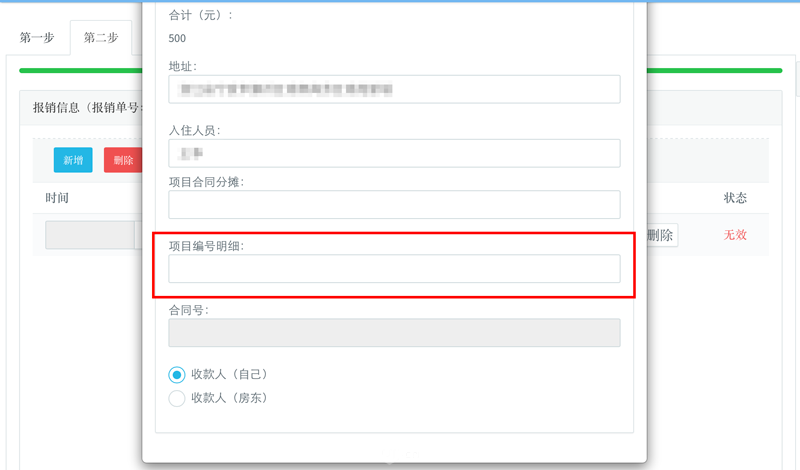 合计（元）：
500
第一步
第二步
地址：
报销信息（报销单号：
入住人员：
新增
删除
项目合同分摊：
时间
状态
删除
无效
项目编号明细：
合同号：
收款人（自己）
收款人（房东）